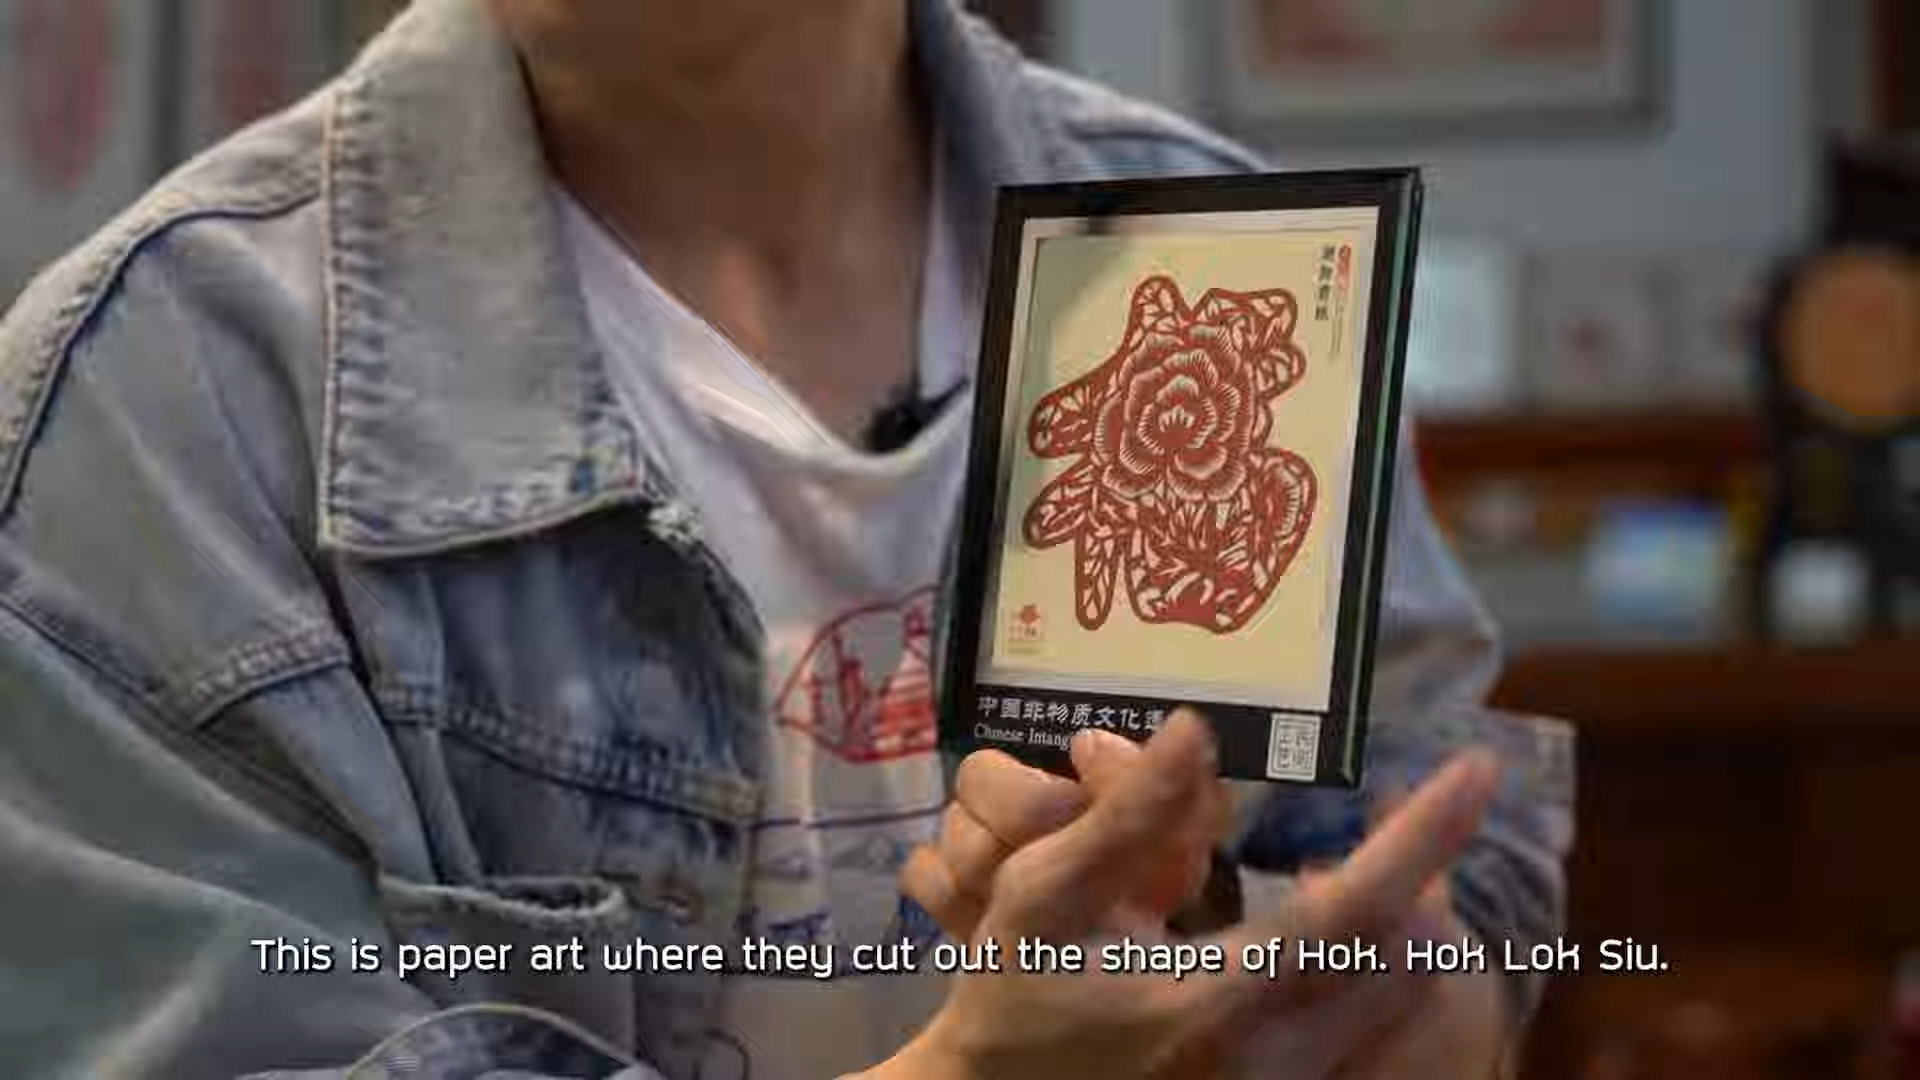 中国非物质文化遗
Chinese Intang
This is paper art where they cut out the shape of Hok. Hok Lok Siu.